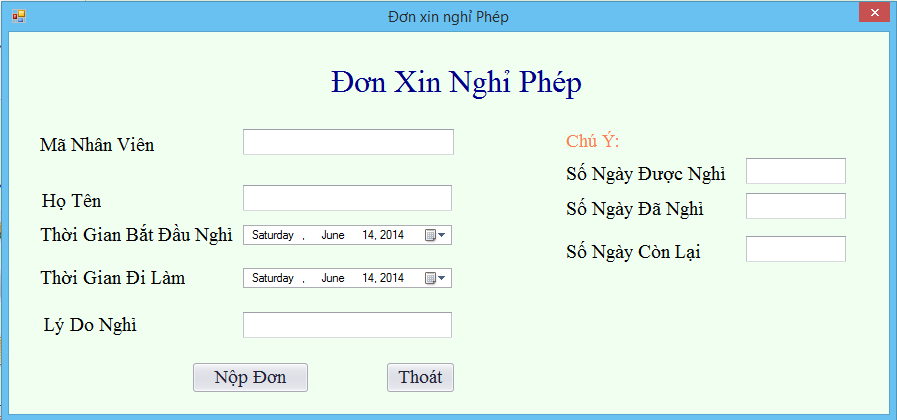 Đơn xin nghỉ Phép
Đơn Xin Nghỉ Phép
Mã Nhân Viên
Họ Tên
Thời Gian Bắt Đầu Nghỉ
Saturday , June 14, 2014
Thời Gian Đi Làm
Saturday , June 14, 2014
Lý Do Nghỉ
Nộp Đơn
Thoát
Chú Ý:
Số Ngày Được Nghỉ
Số Ngày Đã Nghỉ
Số Ngày Còn Lại